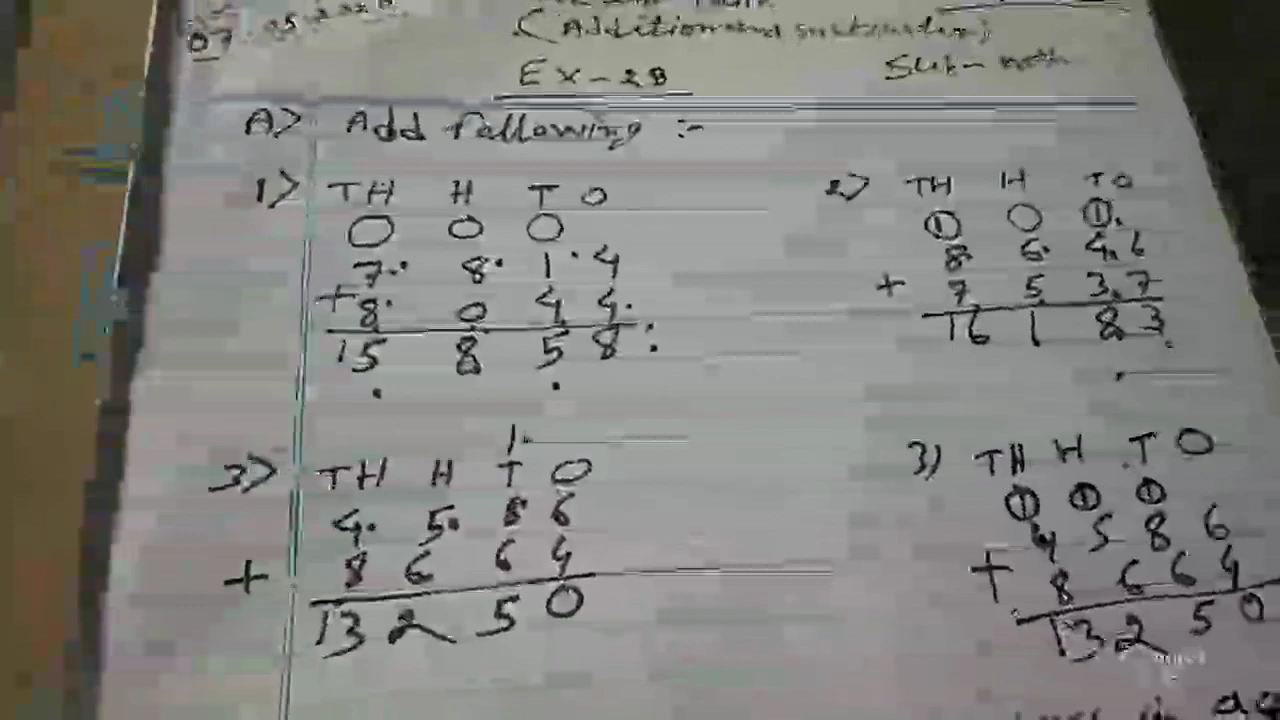 07
(Addition and
EX-2B
Sub- math
A> Add Following :-
1> TH H T O
0 0 0
7 8 1 4
+ 8 0 4 4
15 8 5 8
2> TH H T O
1 0 1
8 6 4 6
+ 7 5 3 7
16 1 8 3
1
3> TH H T O
4 5 8 6
+ 8 6 6 4
13 2 5 0
3) TH H T O
1 1 1
4 5 8 6
+ 8 6 6 4
13 2 5 0